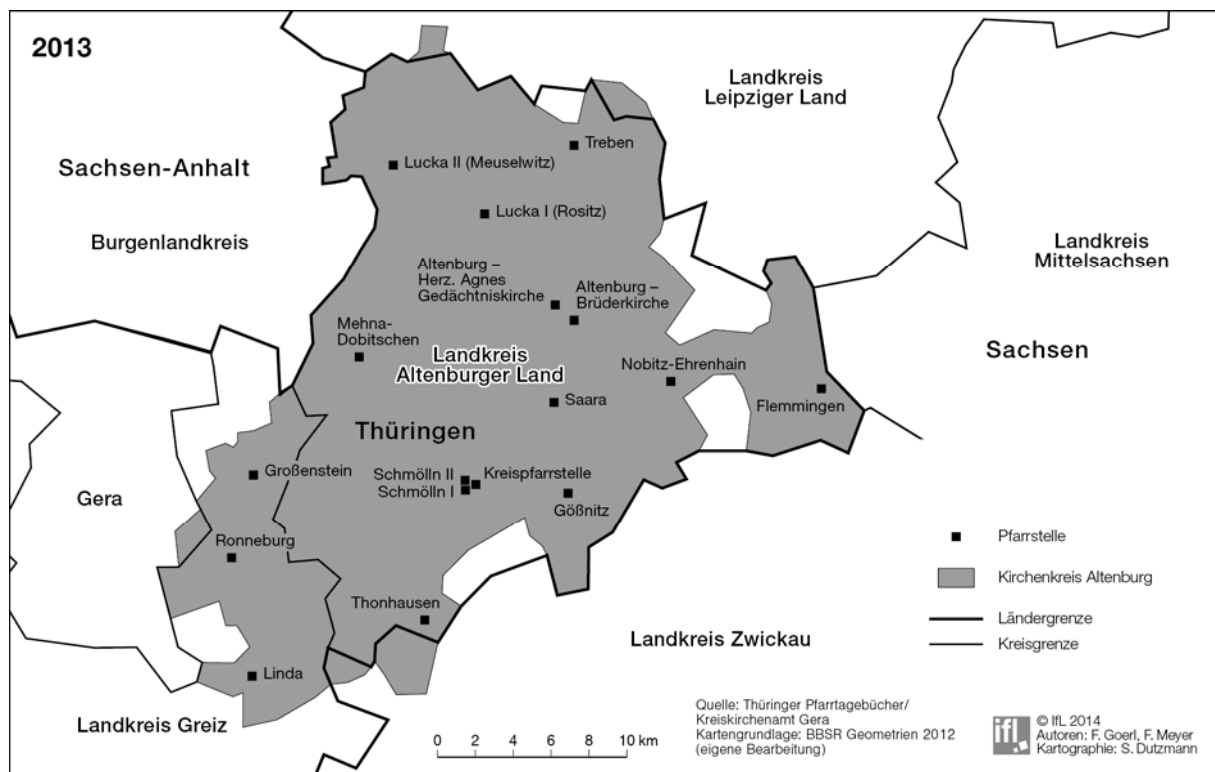 2013
Landkreis
Leipziger Land
Treben
Sachsen-Anhalt
Lucka II (Meuselwitz)
Lucka I (Rositz)
Burgenlandkreis
Landkreis
Mittelsachsen
Altenburg –
Herz. Agnes
Gedächtniskirche
Altenburg –
Brüderkirche
Mehna-
Dobitschen
Landkreis
Altenburger Land
Nobitz-Ehrenhain
Sachsen
Saara
Flemmingen
Thüringen
Großenstein
Schmölln II
Kreispfarrstelle
Schmölln I
Gera
Gößnitz
Ronneburg
Pfarrstelle
Kirchenkreis Altenburg
Thonhausen
Ländergrenze
Landkreis Zwickau
Kreisgrenze
Linda
Landkreis Greiz
0 2 4 6 8 10 km
Quelle: Thüringer Pfarrtagebücher/
Kreiskirchenamt Gera
Kartengrundlage: BBSR Geometrien 2012
(eigene Bearbeitung)
ifl
© IfL 2014
Autoren: F. Goerl, F. Meyer
Kartographie: S. Dutzmann